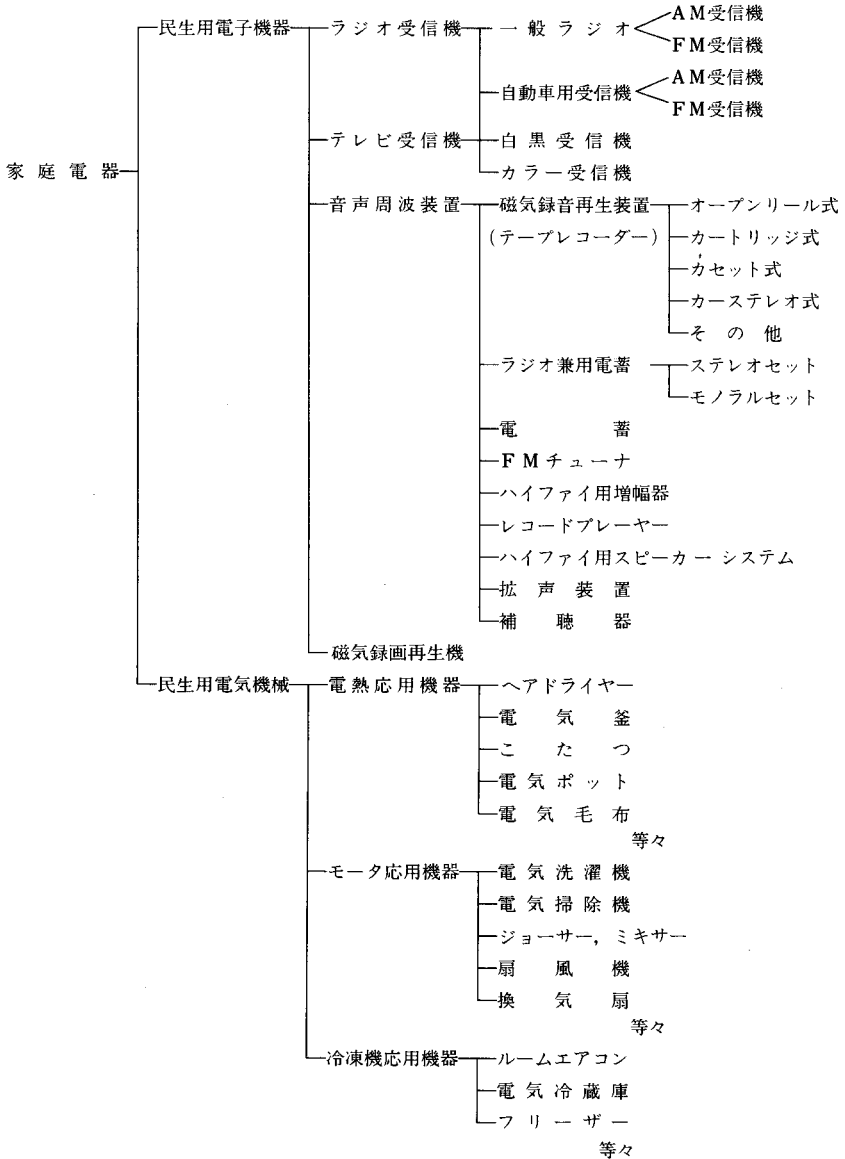 AM受信機
民生用電子機器 ラジオ受信機 一般ラジオ
FM受信機
AM受信機
自動車用受信機
FM受信機
テレビ受信機 白黒受信機
家庭電器
カラー受信機
音声周波装置 磁気録音再生装置 オープンリール式
(テープレコーダー) カートリッジ式
カセット式
カーステレオ式
その他
ラジオ兼用電蓄 ステレオセット
モノラルセット
電蓄
FMチューナ
ハイファイ用増幅器
レコードプレーヤー
ハイファイ用スピーカーシステム
拡声装置
補聴器
磁気録画再生機
民生用電気機械 電熱応用機器 ヘアドライヤー
電気釜
こたつ
電気ポット
電気毛布
等々
モータ応用機器 電気洗濯機
電気掃除機
ジョーサー，ミキサー
扇風機
換気扇
等々
冷凍機応用機器 ルームエアコン
電気冷蔵庫
フリーザー
等々